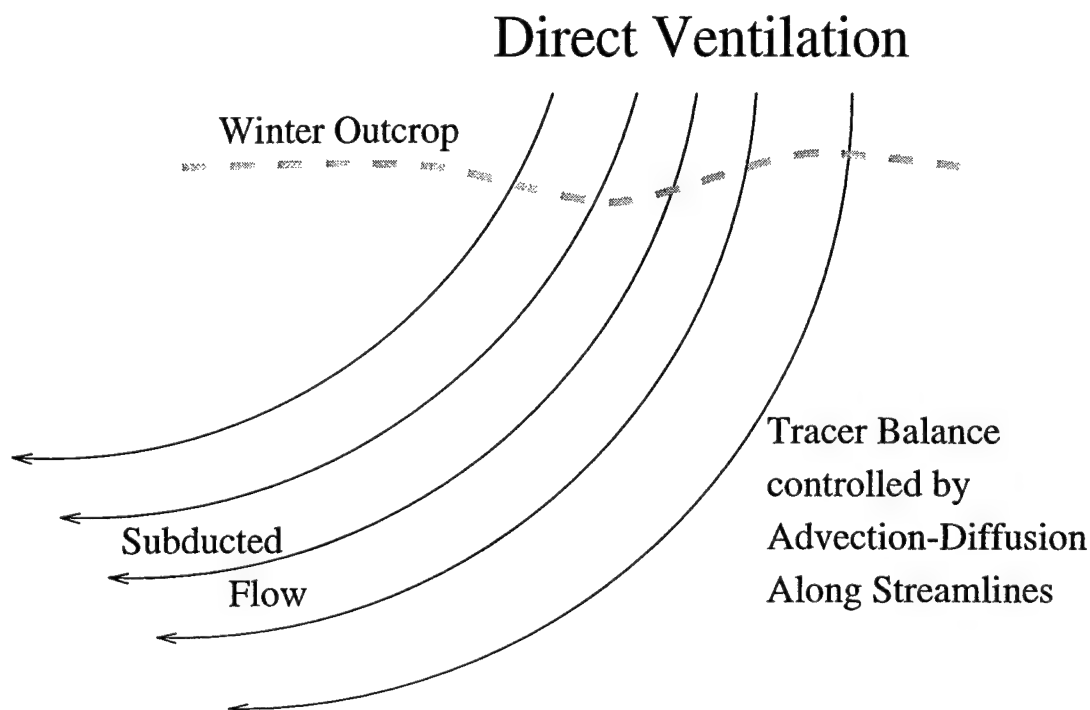 Direct Ventilation
Winter Outcrop
Tracer Balance
controlled by
Advection-Diffusion
Along Streamlines
Subducted
Flow